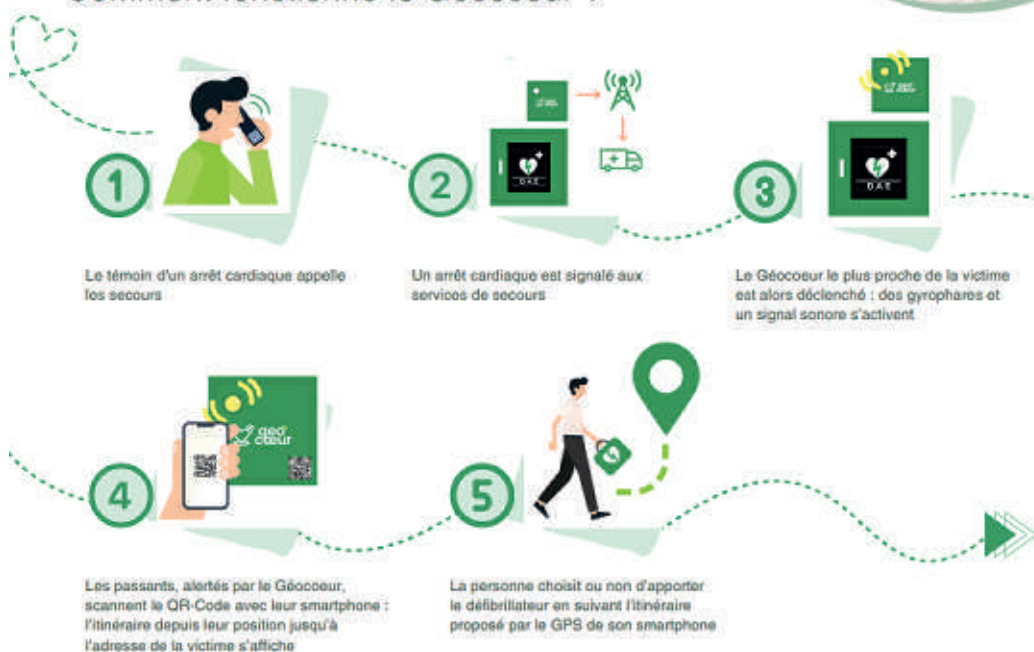 Comment fonctionne le Géocoeur ?
1
2
3
DAE
DAE
Le témoin d'un arrêt cardiaque appelle
les secours
Un arrêt cardiaque est signalé aux
services de secours
Le Géocoeur le plus proche de la victime
est alors déclenché : des gyrophares et
un signal sonore s'activent
geo
cœur
4
5
Les passants, alertés par le Géocoeur,
scannent le QR-Code avec leur smartphone :
l'itinéraire depuis leur position jusqu'à
l'adresse de la victime s'affiche
La personne choisit ou non d'apporter
le défibrillateur en suivant l'itinéraire
proposé par le GPS de son smartphone